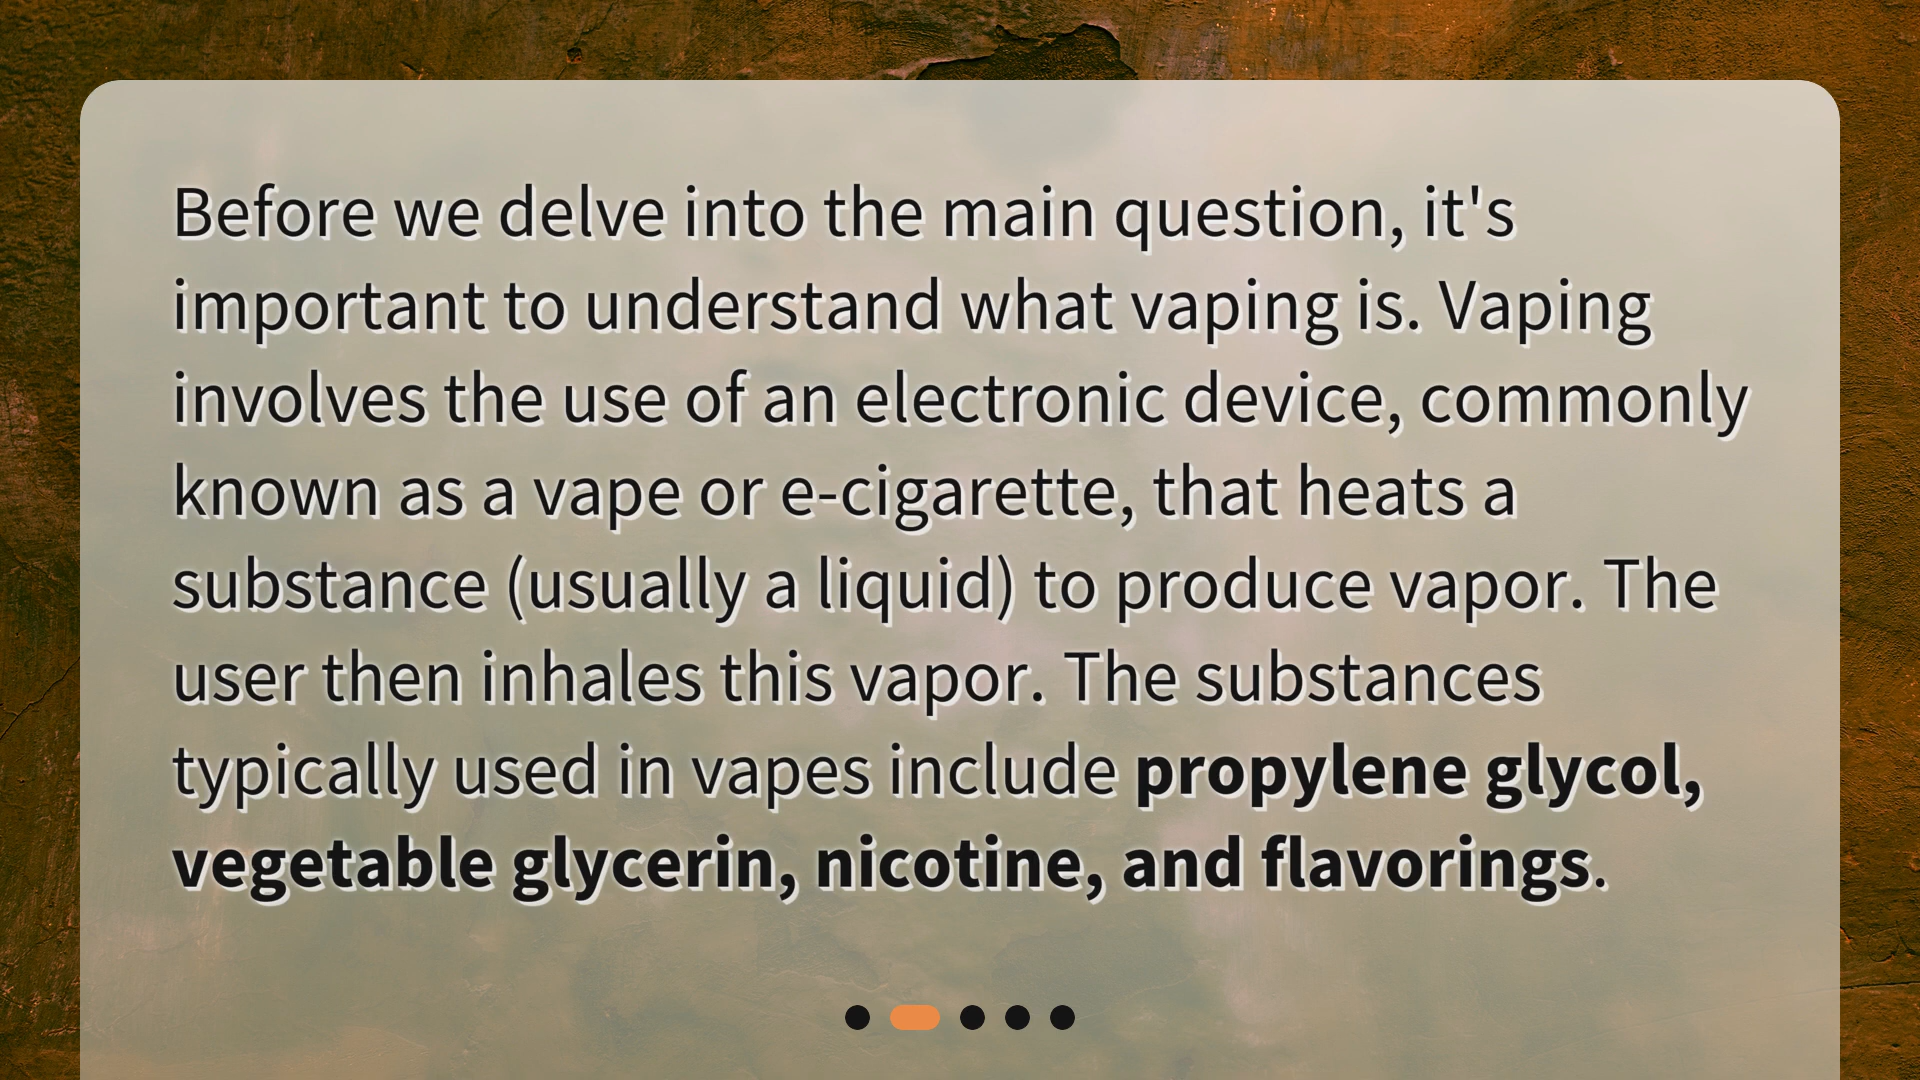 Before we delve into the main question, it's
important to understand what vaping is. Vaping
involves the use of an electronic device, commonly
known as a vape or e-cigarette, that heats a
substance (usually a liquid) to produce vapor. The
user then inhales this vapor. The substances
typically used in vapes include propylene glycol,
vegetable glycerin, nicotine, and flavorings.